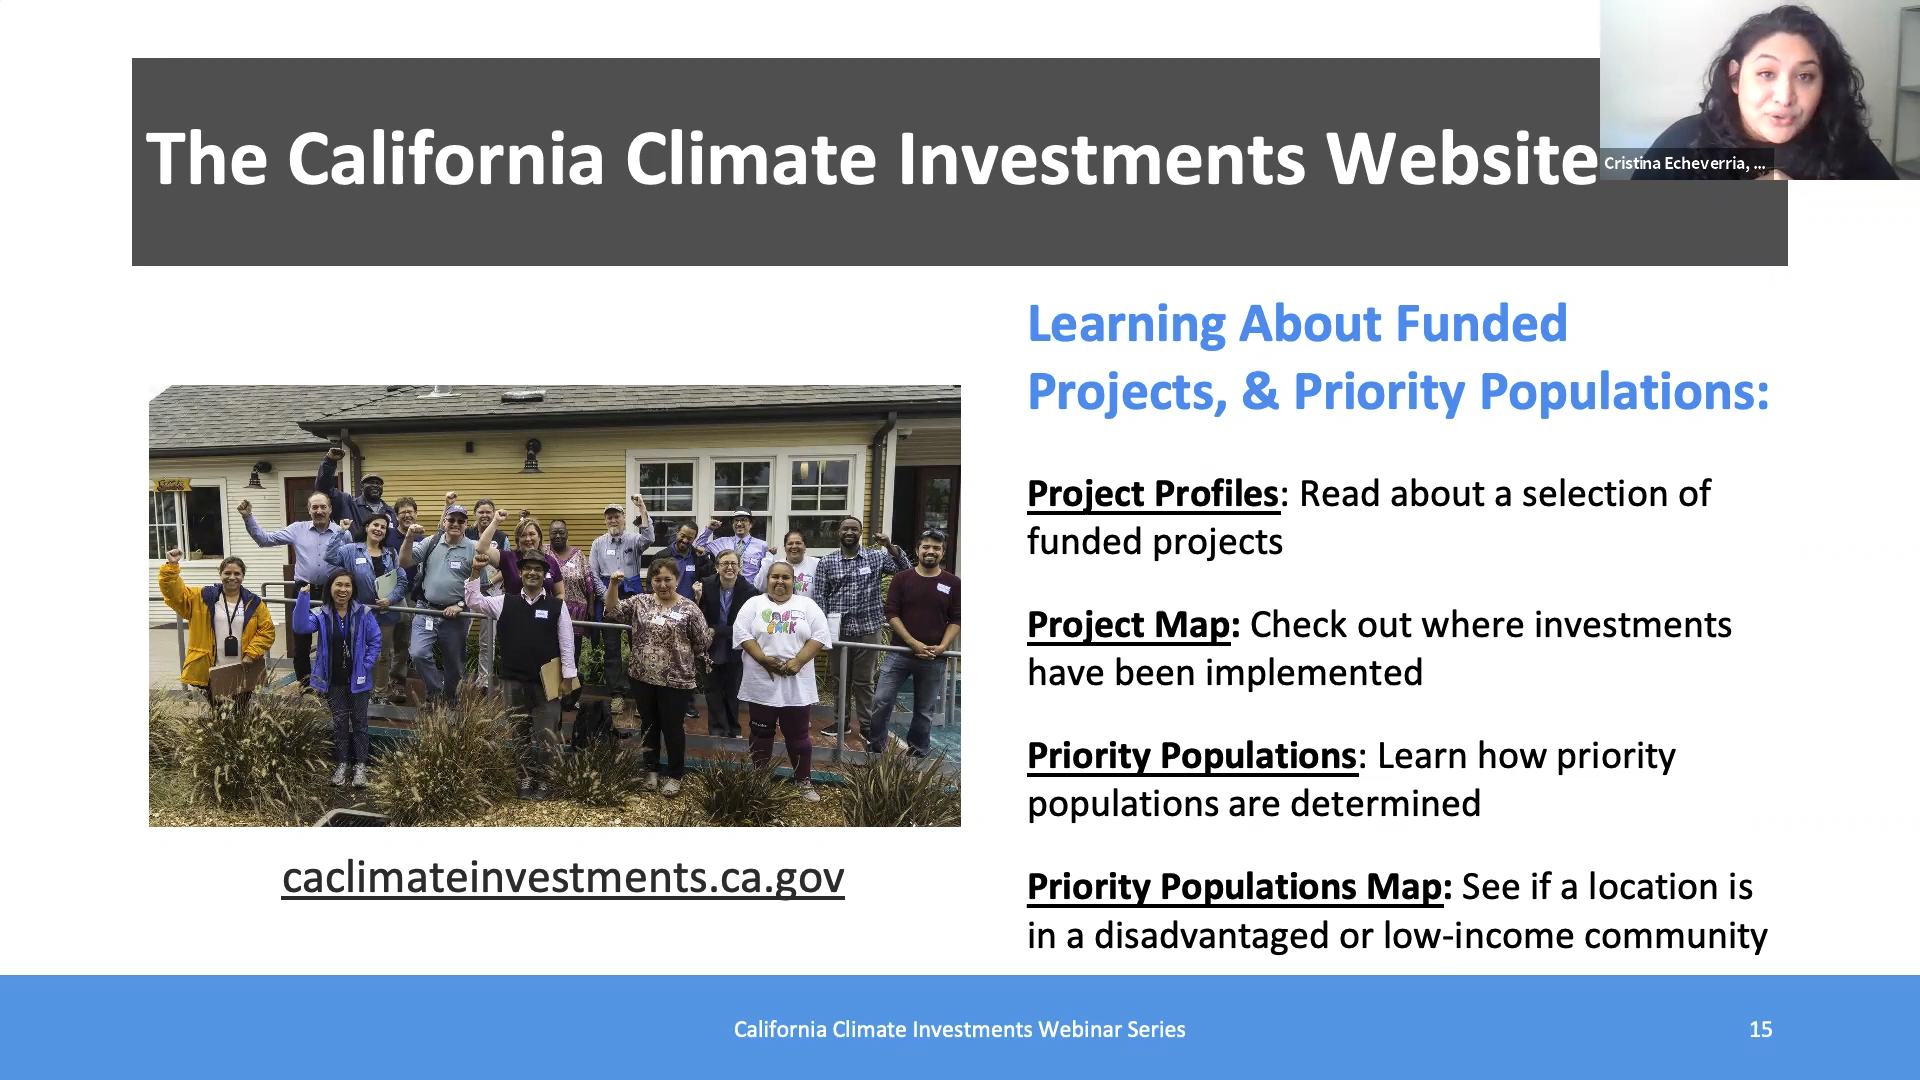 The California Climate Investments Website
Cristina Echeverria, ...
Learning About Funded
Projects, & Priority Populations:
Project Profiles: Read about a selection of
funded projects
Project Map: Check out where investments
have been implemented
Priority Populations: Learn how priority
populations are determined
Priority Populations Map: See if a location is
in a disadvantaged or low-income community
caclimateinvestments.ca.gov
California Climate Investments Webinar Series
15